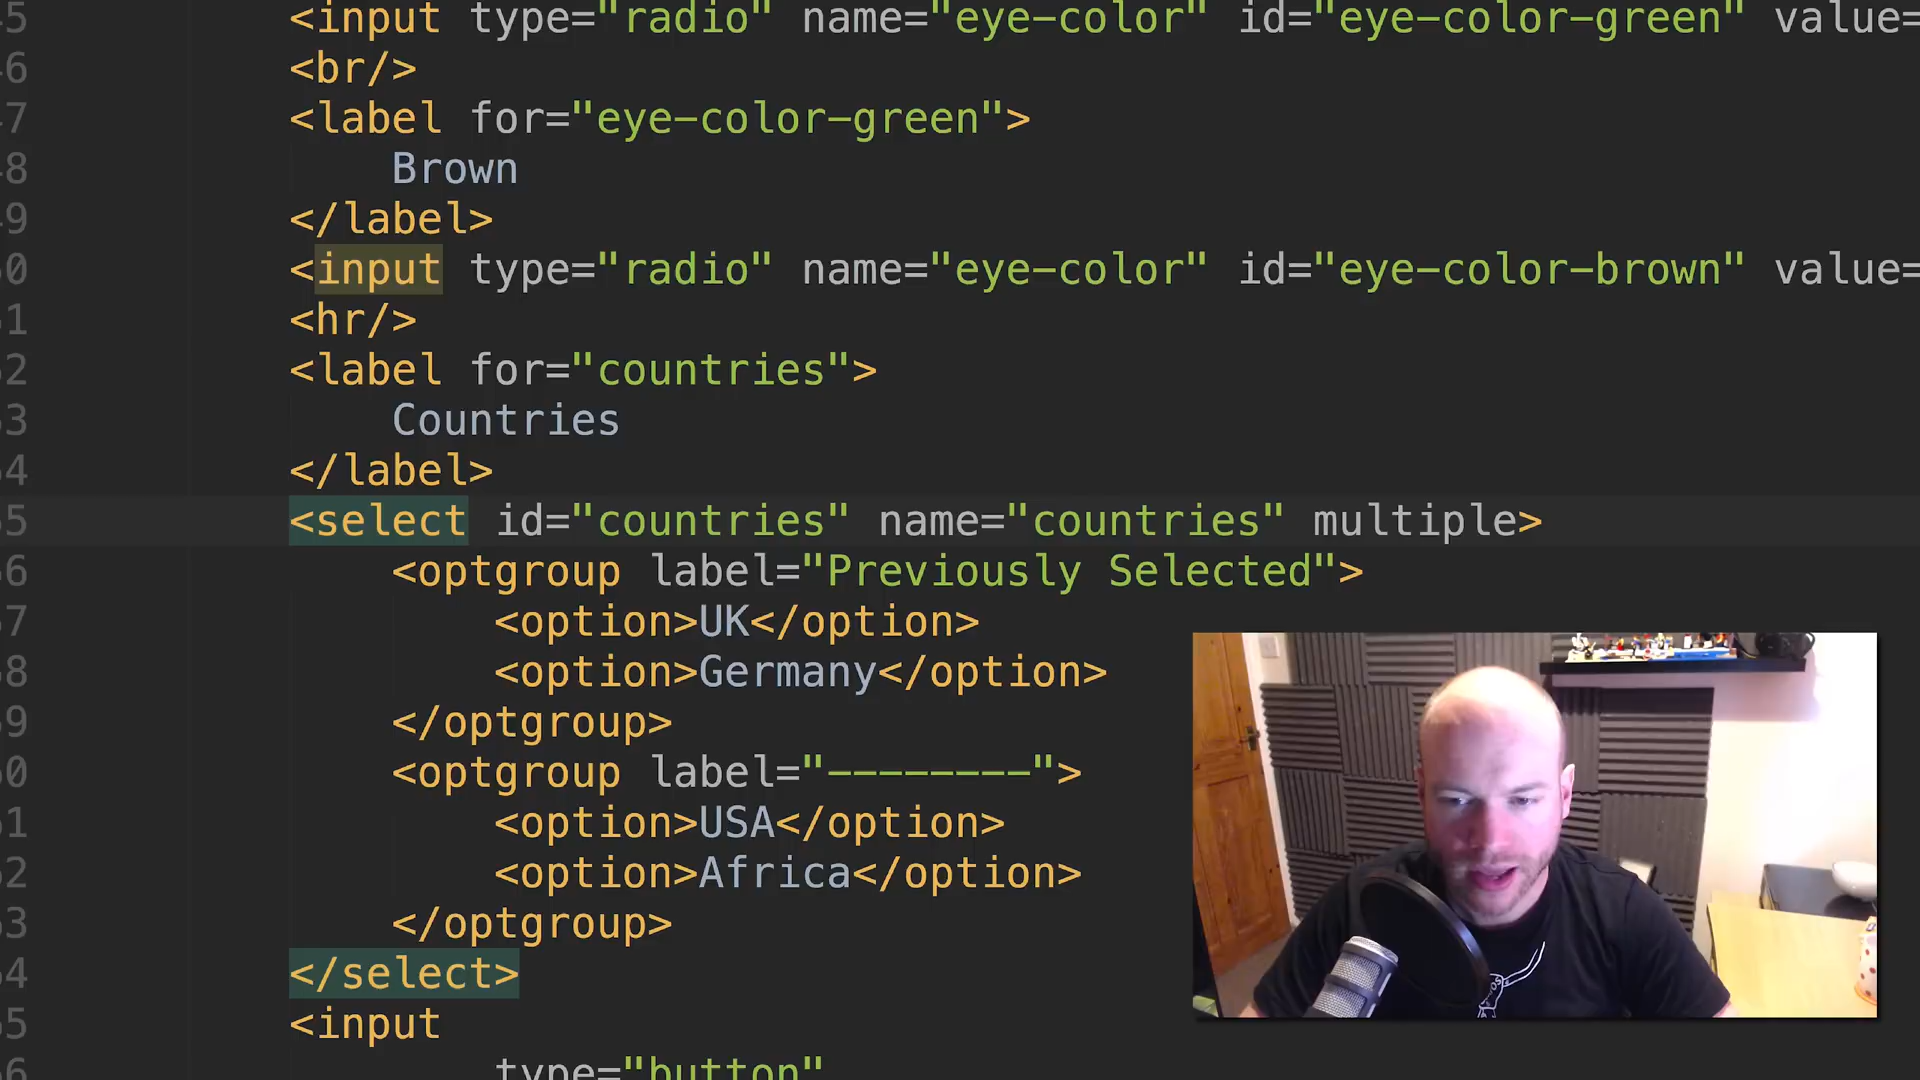 5 <input type="radio" name="eye-color" id="eye-color-green" value=
6 <br/>
7 <label for="eye-color-green">
8 Brown
9 </label>
0 <input type="radio" name="eye-color" id="eye-color-brown" value=
1 <hr/>
2 <label for="countries">
3 Countries
4 </label>
5 <select id="countries" name="countries" multiple>
6 <optgroup label="Previously Selected">
7 <option>UK</option>
8 <option>Germany</option>
9 </optgroup>
0 <optgroup label="--------">
1 <option>USA</option>
2 <option>Africa</option>
3 </optgroup>
4 </select>
5 <input
6 type="button"